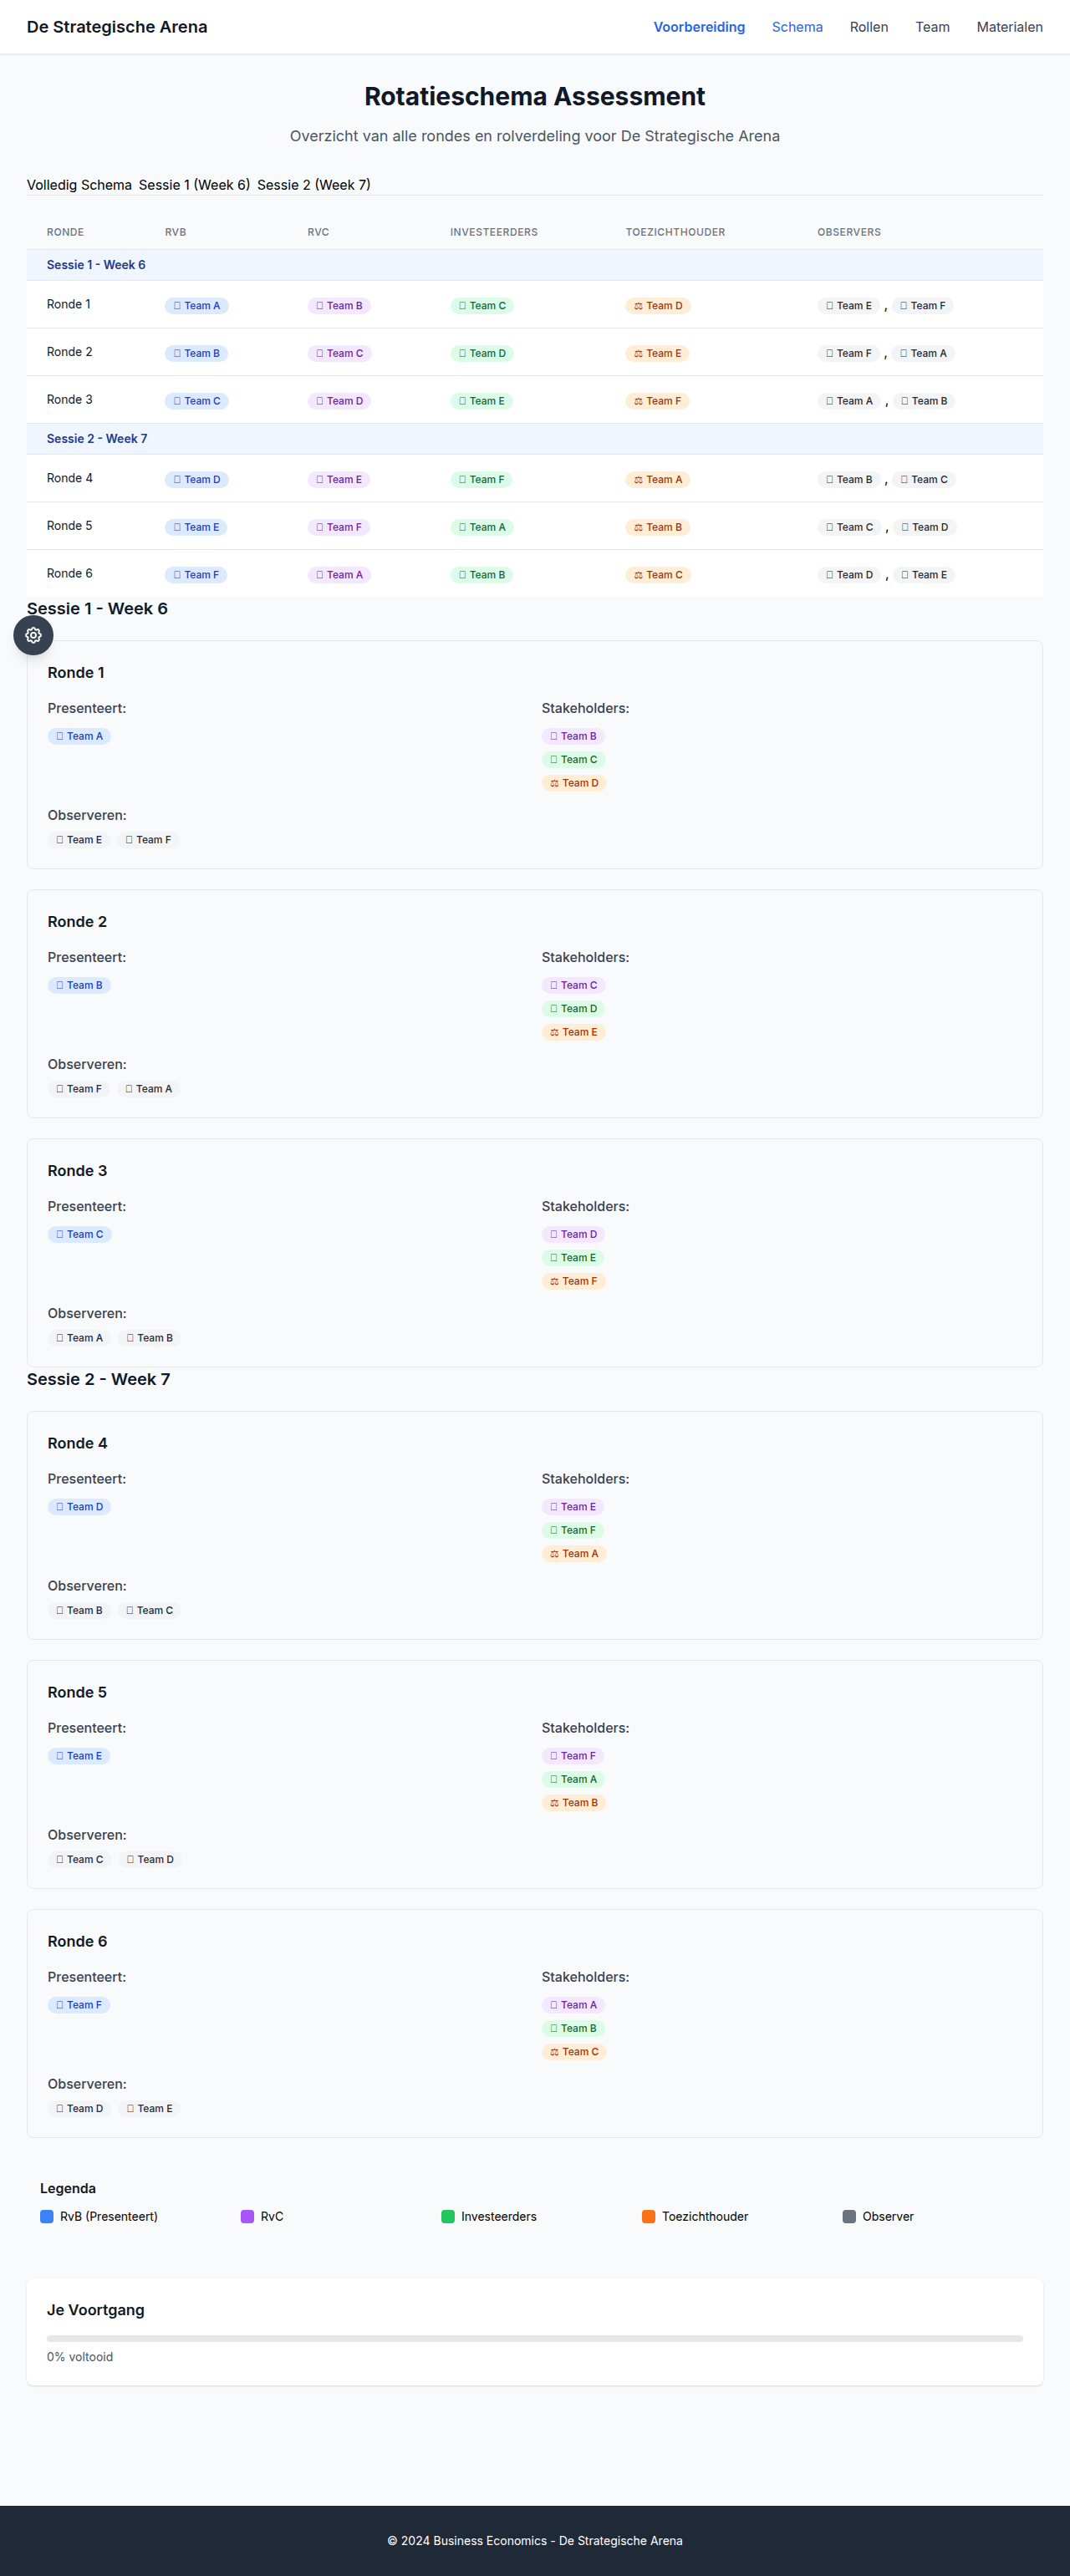 De Strategische Arena Voorbereiding Schema Rollen Team Materialen
Rotatieschema Assessment
Overzicht van alle rondes en rolverdeling voor De Strategische Arena
Volledig Schema Sessie 1 (Week 6) Sessie 2 (Week 7)
RONDE RVB RVC INVESTEERDERS TOEZICHTHOUDER OBSERVERS
Sessie 1 - Week 6
Ronde 1 Team A Team B Team C ⚖ Team D Team E , Team F
Ronde 2 Team B Team C Team D ⚖ Team E Team F , Team A
Ronde 3 Team C Team D Team E ⚖ Team F Team A , Team B
Sessie 2 - Week 7
Ronde 4 Team D Team E Team F ⚖ Team A Team B , Team C
Ronde 5 Team E Team F Team A ⚖ Team B Team C , Team D
Ronde 6 Team F Team A Team B ⚖ Team C Team D , Team E
Sessie 1 - Week 6
Ronde 1
Presenteert: Stakeholders:
Team A Team B
Team C
⚖ Team D
Observeren:
Team E Team F
Ronde 2
Presenteert: Stakeholders:
Team B Team C
Team D
⚖ Team E
Observeren:
Team F Team A
Ronde 3
Presenteert: Stakeholders:
Team C Team D
Team E
⚖ Team F
Observeren:
Team A Team B
Sessie 2 - Week 7
Ronde 4
Presenteert: Stakeholders:
Team D Team E
Team F
⚖ Team A
Observeren:
Team B Team C
Ronde 5
Presenteert: Stakeholders:
Team E Team F
Team A
⚖ Team B
Observeren:
Team C Team D
Ronde 6
Presenteert: Stakeholders:
Team F Team A
Team B
⚖ Team C
Observeren:
Team D Team E
Legenda
RvB (Presenteert) RvC Investeerders Toezichthouder Observer
Je Voortgang
0% voltooid
© 2024 Business Economics - De Strategische Arena